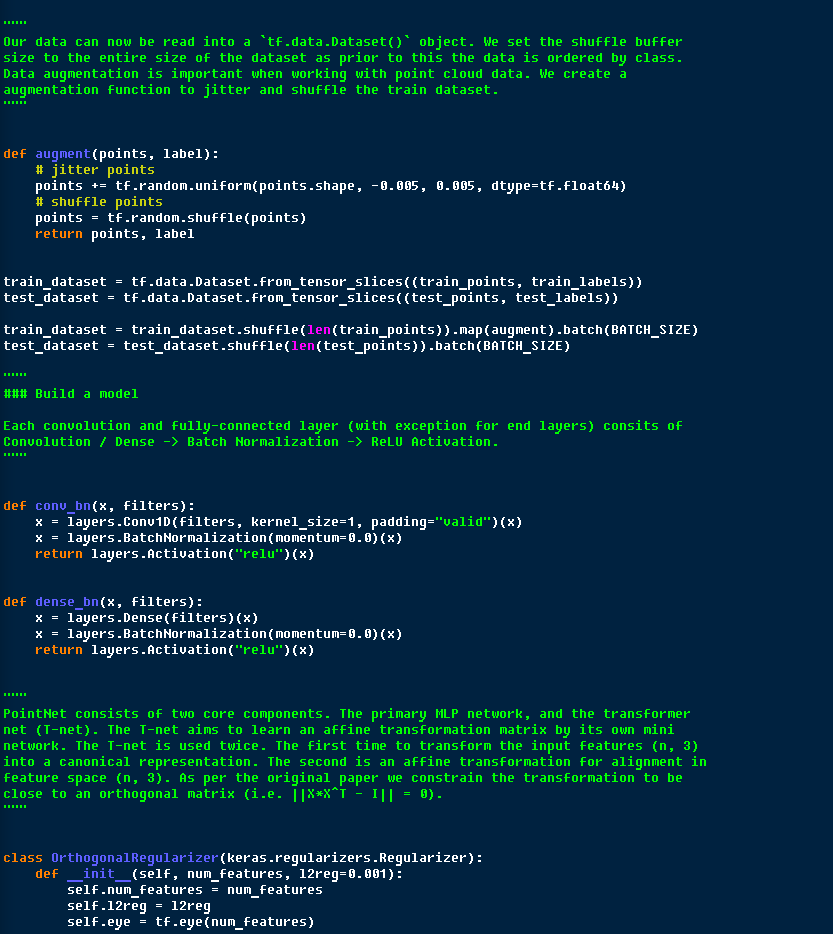 """
Our data can now be read into a `tf.data.Dataset()` object. We set the shuffle buffer
size to the entire size of the dataset as prior to this the data is ordered by class.
Data augmentation is important when working with point cloud data. We create a
augmentation function to jitter and shuffle the train dataset.
"""
def augment(points, label):
    # jitter points
    points += tf.random.uniform(points.shape, -0.005, 0.005, dtype=tf.float64)
    # shuffle points
    points = tf.random.shuffle(points)
    return points, label
train_dataset = tf.data.Dataset.from_tensor_slices((train_points, train_labels))
test_dataset = tf.data.Dataset.from_tensor_slices((test_points, test_labels))
train_dataset = train_dataset.shuffle(len(train_points)).map(augment).batch(BATCH_SIZE)
test_dataset = test_dataset.shuffle(len(test_points)).batch(BATCH_SIZE)
"""
### Build a model
Each convolution and fully-connected layer (with exception for end layers) consits of
Convolution / Dense -> Batch Normalization -> ReLU Activation.
"""
def conv_bn(x, filters):
    x = layers.Conv1D(filters, kernel_size=1, padding="valid")(x)
    x = layers.BatchNormalization(momentum=0.0)(x)
    return layers.Activation("relu")(x)
def dense_bn(x, filters):
    x = layers.Dense(filters)(x)
    x = layers.BatchNormalization(momentum=0.0)(x)
    return layers.Activation("relu")(x)
"""
PointNet consists of two core components. The primary MLP network, and the transformer
net (T-net). The T-net aims to learn an affine transformation matrix by its own mini
network. The T-net is used twice. The first time to transform the input features (n, 3)
into a canonical representation. The second is an affine transformation for alignment in
feature space (n, 3). As per the original paper we constrain the transformation to be
close to an orthogonal matrix (i.e. ||X*X^T - I|| = 0).
"""
class OrthogonalRegularizer(keras.regularizers.Regularizer):
    def __init__(self, num_features, l2reg=0.001):
        self.num_features = num_features
        self.l2reg = l2reg
        self.eye = tf.eye(num_features)